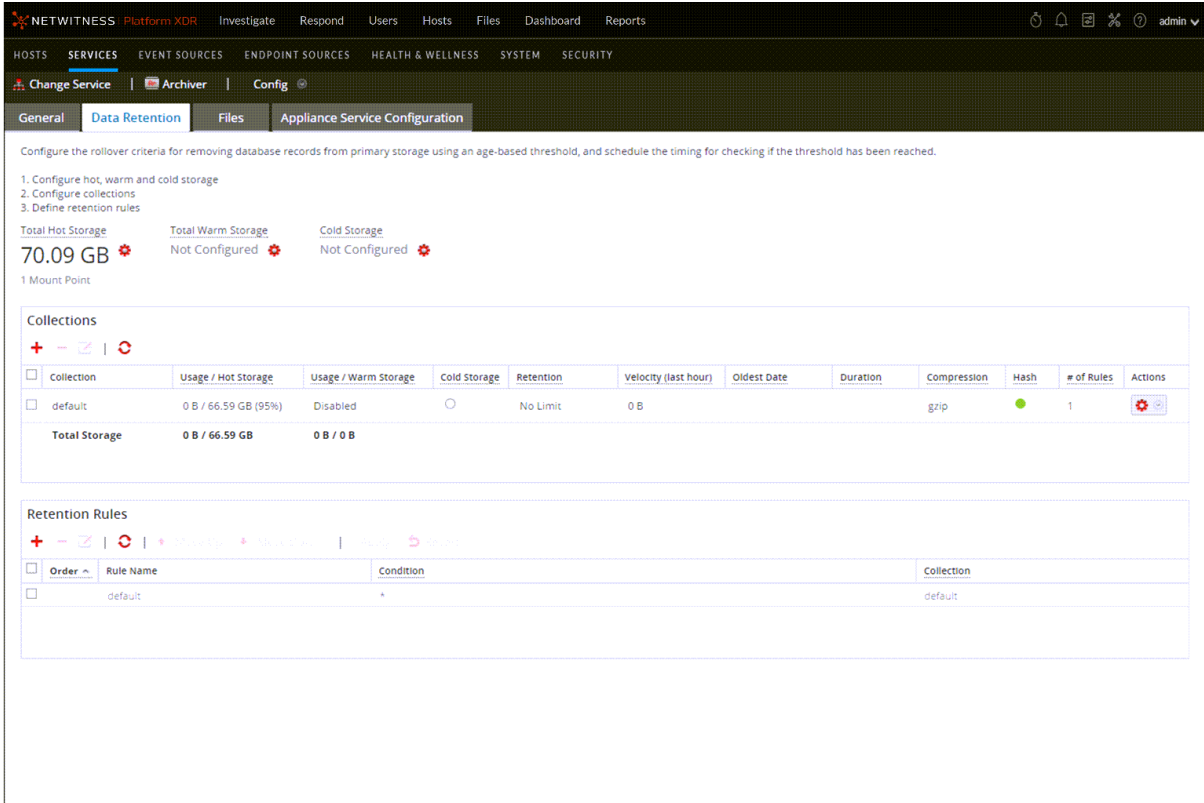 NETWITNESS Platform XDR Investigate Respond Users Hosts Files Dashboard Reports admin
HOSTS SERVICES EVENT SOURCES ENDPOINT SOURCES HEALTH & WELLNESS SYSTEM SECURITY
Change Service | Archiver | Config
General Data Retention Files Appliance Service Configuration
Configure the rollover criteria for removing database records from primary storage using an age-based threshold, and schedule the timing for checking if the threshold has been reached.
1. Configure hot, warm and cold storage
2. Configure collections
3. Define retention rules
Total Hot Storage Total Warm Storage Cold Storage
70.09 GB Not Configured Not Configured
1 Mount Point
Collections
Collection Usage / Hot Storage Usage / Warm Storage Cold Storage Retention Velocity (last hour) Oldest Date Duration Compression Hash # of Rules Actions
default 0 B / 66.59 GB (95%) Disabled No Limit 0 B gzip 1
Total Storage 0 B / 66.59 GB 0 B / 0 B
Retention Rules
Order Rule Name Condition Collection
default * default